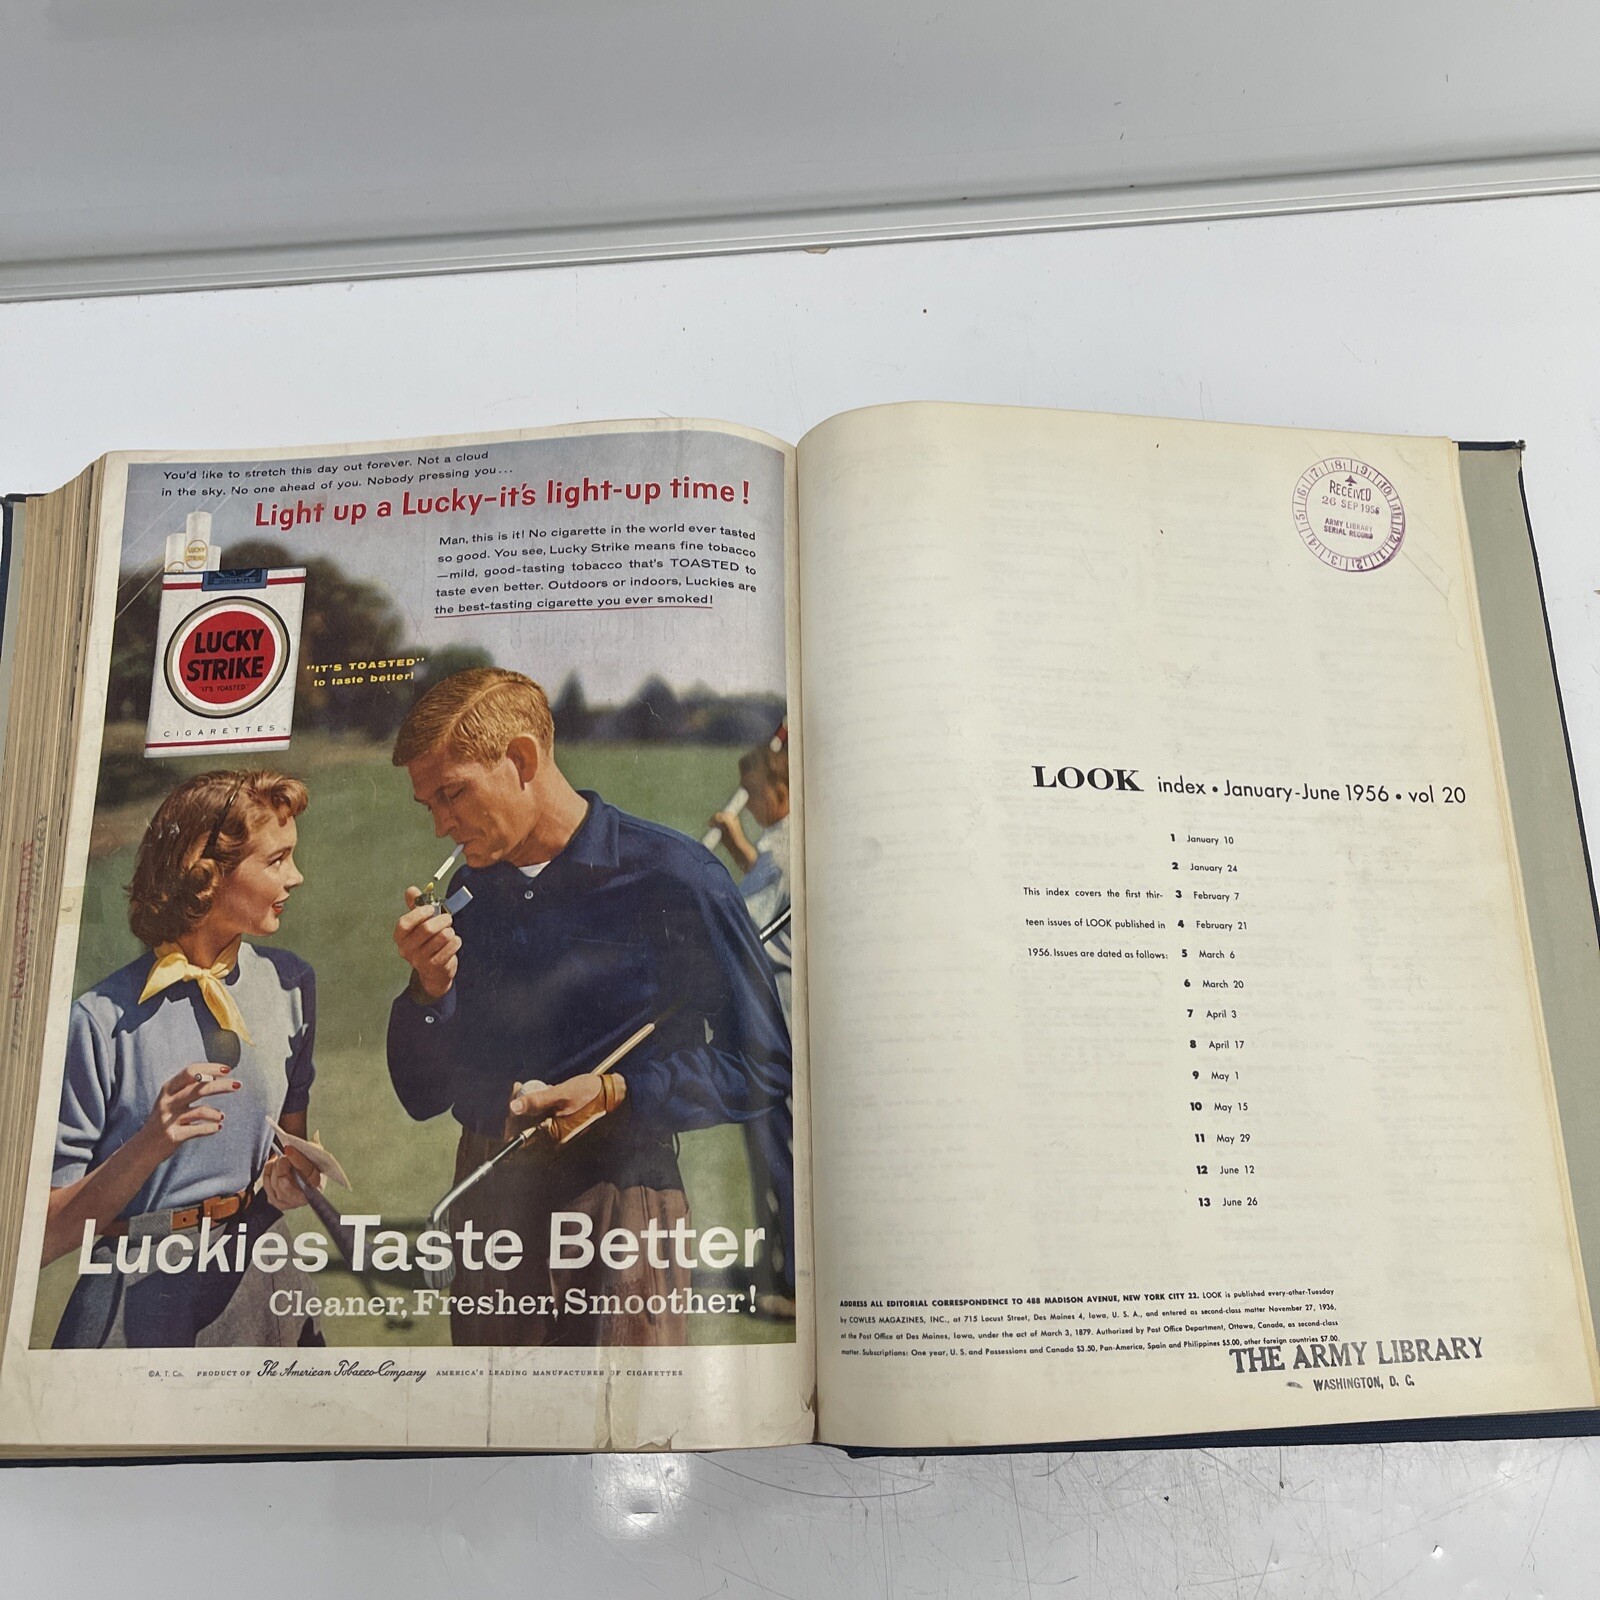 You'd like to stretch this day out forever. Not a cloud
in the sky. No one ahead of you. Nobody pressing you...
Light up a Lucky-it's light-up time!
Man, this is it! No cigarette in the world ever tasted
so good. You see, Lucky Strike means fine tobacco
—mild, good-tasting tobacco that's TOASTED to
taste even better. Outdoors or indoors, Luckies are
the best-tasting cigarette you ever smoked!
LUCKY
STRIKE
LUCKY
STRIKE
"IT'S TOASTED"
CIGARETTES
"IT'S TOASTED"
to taste better!
Luckies Taste Better
Cleaner, Fresher, Smoother!
©A. T. Co. PRODUCT OF The American Tobacco Company AMERICA'S LEADING MANUFACTURER OF CIGARETTES
RECEIVED
26 SEP 1956
ARMY LIBRARY
SERIAL RECORD
LOOK index • January-June 1956 • vol 20
1 January 10
2 January 24
This index covers the first thir- 3 February 7
teen issues of LOOK published in 4 February 21
1956. Issues are dated as follows: 5 March 6
6 March 20
7 April 3
8 April 17
9 May 1
10 May 15
11 May 29
12 June 12
13 June 26
ADDRESS ALL EDITORIAL CORRESPONDENCE TO 488 MADISON AVENUE, NEW YORK CITY 22. LOOK is published every-other-Tuesday
by COWLES MAGAZINES, INC., at 715 Locust Street, Des Moines 4, Iowa, U. S. A., and entered as second-class matter November 27, 1936,
at the Post Office at Des Moines, Iowa, under the act of March 3, 1879. Authorized by Post Office Department, Ottawa, Canada, as second-class
matter. Subscriptions: One year, U. S. and Possessions and Canada $3.50, Pan-America, Spain and Philippines $5.00, other foreign countries $7.00.
THE ARMY LIBRARY
WASHINGTON, D. C.